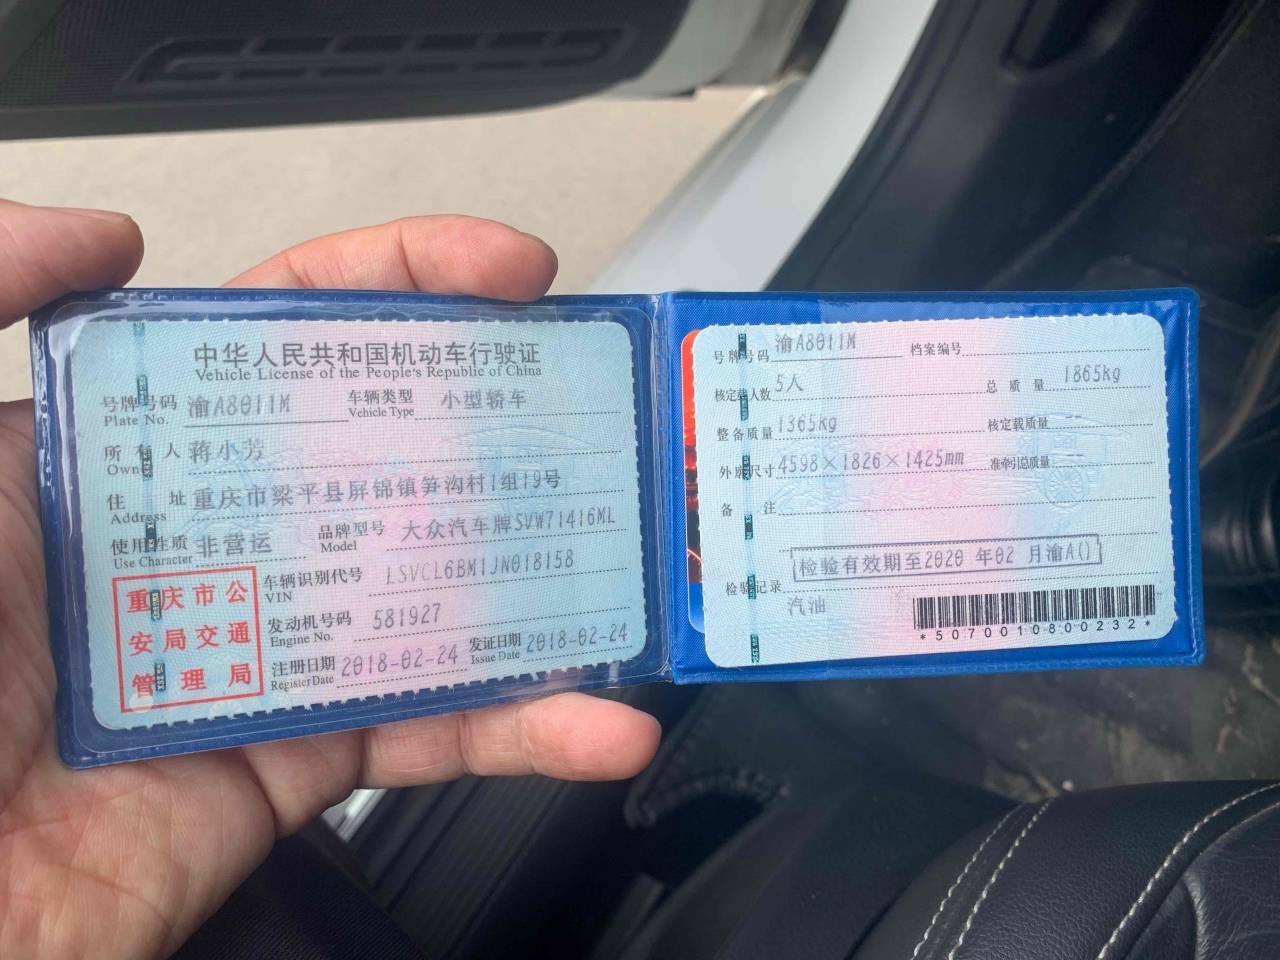 中华人民共和国机动车行驶证
Vehicle License of the People's Republic of China
号牌号码 渝A8011M 车辆类型 小型轿车
Plate No. Vehicle Type
所有人 蒋小芳
Owner
住址 重庆市梁平县屏锦镇笋沟村1组19号
Address
使用性质 非营运 品牌型号 大众汽车牌SVW71416ML
Use Character Model
重庆市公
安局交通
管理局
车辆识别代号 LSVCL6BM1JN018158
VIN
发动机号码 581927
Engine No.
注册日期 2018-02-24 发证日期 2018-02-24
Register Date Issue Date
号牌号码 渝A8011M 档案编号
核定载人数 5人 总质量 1865kg
整备质量 1365kg 核定载质量 --
外廓尺寸 4598×1826×1425mm 准牵引总质量 --
备注
检验有效期至2020年02月渝A()
检验记录
汽油
*5070010800232*